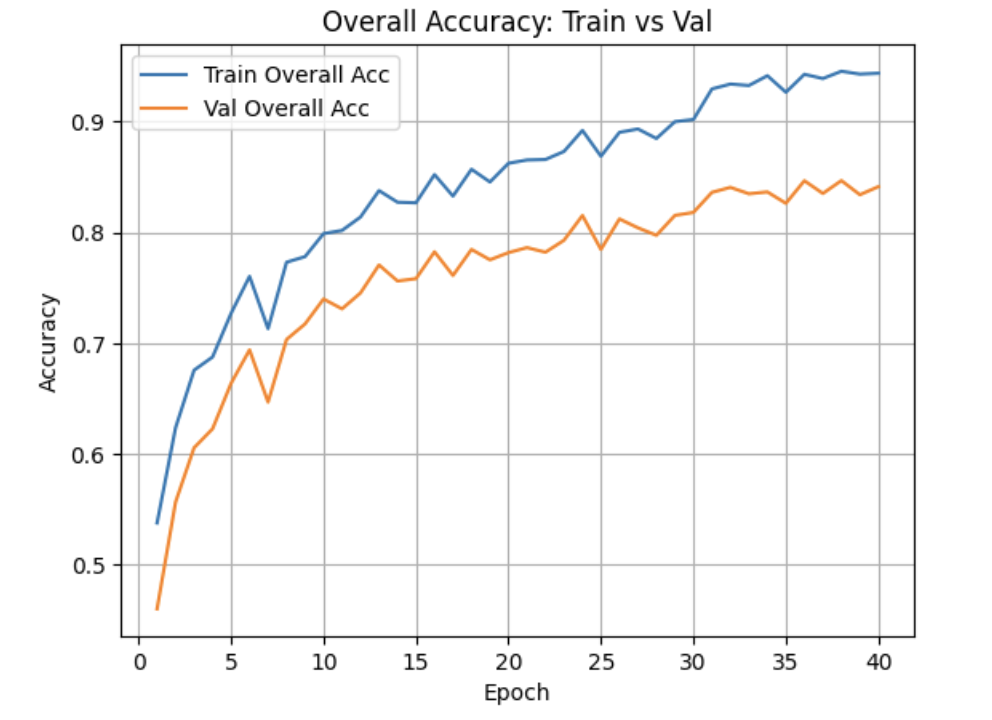 Overall Accuracy: Train vs Val
Train Overall Acc
Val Overall Acc
Accuracy
0.9
0.8
0.7
0.6
0.5
0 5 10 15 20 25 30 35 40
Epoch